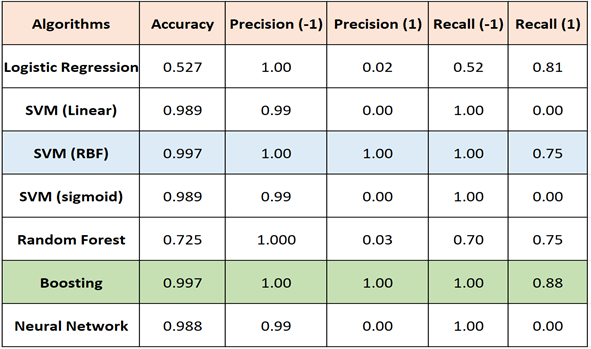 Algorithms Accuracy Precision (-1) Precision (1) Recall (-1) Recall (1)
Logistic Regression 0.527 1.00 0.02 0.52 0.81
SVM (Linear) 0.989 0.99 0.00 1.00 0.00
SVM (RBF) 0.997 1.00 1.00 1.00 0.75
SVM (sigmoid) 0.989 0.99 0.00 1.00 0.00
Random Forest 0.725 1.000 0.03 0.70 0.75
Boosting 0.997 1.00 1.00 1.00 0.88
Neural Network 0.988 0.99 0.00 1.00 0.00